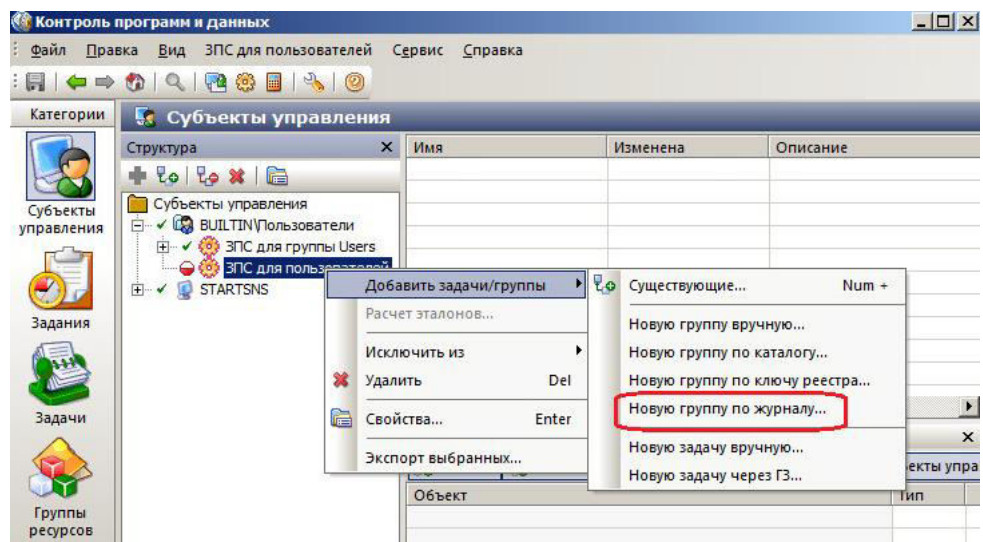 Контроль программ и данных
Файл Правка Вид ЗПС для пользователей Сервис Справка
Категории
Субъекты управления
Структура
Имя Изменена Описание
Субъекты управления
BUILTIN\Пользователи
ЗПС для группы Users
ЗПС для пользователей
STARTSNS
Субъекты
управления
Задания
Задачи
Группы
ресурсов
Добавить задачи/группы
Расчет эталонов...
Исключить из
Удалить Del
Свойства... Enter
Экспорт выбранных...
Существующие... Num +
Новую группу вручную...
Новую группу по каталогу...
Новую группу по ключу реестра...
Новую группу по журналу...
Новую задачу вручную...
Новую задачу через ГЗ...
екты упра
Объект Тип